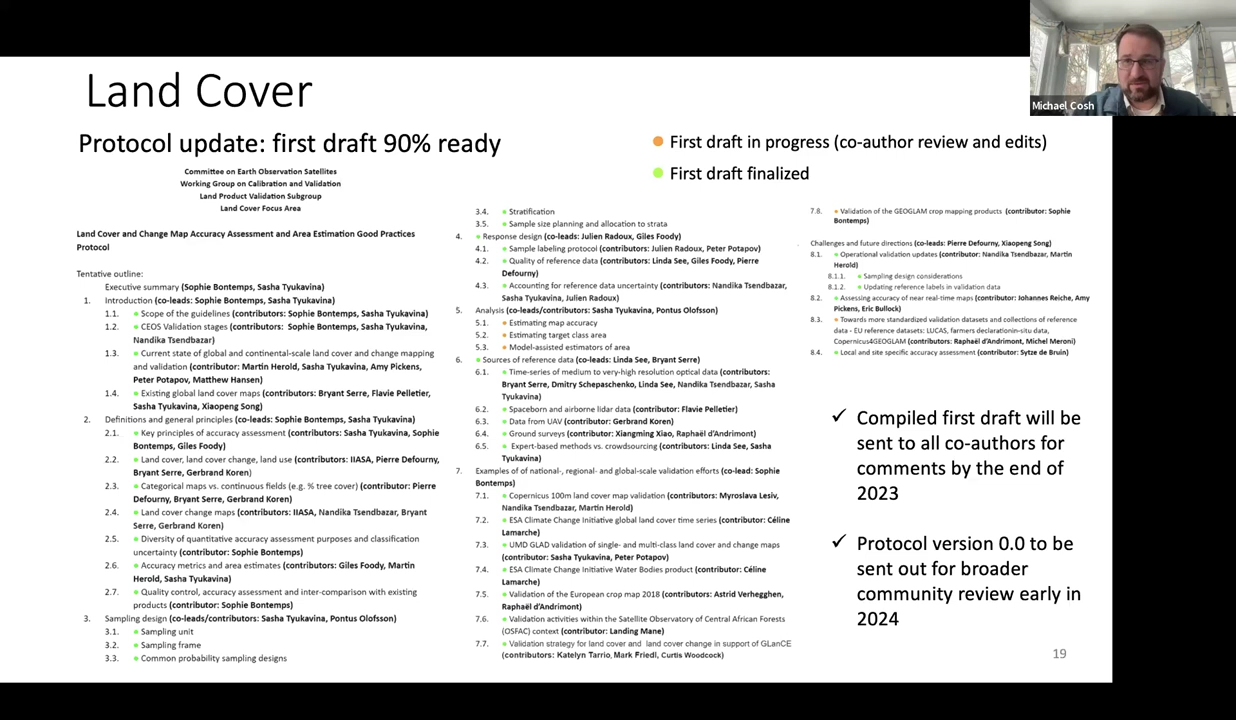 Land Cover
Michael Cosh
Protocol update: first draft 90% ready
First draft in progress (co-author review and edits)
First draft finalized
Committee on Earth Observation Satellites
Working Group on Calibration and Validation
Land Product Validation Subgroup
Land Cover Focus Area
Land Cover and Change Map Accuracy Assessment and Area Estimation Good Practices
Protocol
Tentative outline:
Executive summary (Sophie Bontemps, Sasha Tyukavina)
1. Introduction (co-leads: Sophie Bontemps, Sasha Tyukavina)
1.1. Scope of the guidelines (contributors: Sophie Bontemps, Sasha Tyukavina)
1.2. CEOS Validation stages (contributors: Sophie Bontemps, Sasha Tyukavina,
Nandika Tsendbazar)
1.3. Current state of global and continental-scale land cover and change mapping
and validation (contributor: Martin Herold, Sasha Tyukavina, Amy Pickens,
Peter Potapov, Matthew Hansen)
1.4. Existing global land cover maps (contributors: Bryant Serre, Flavie Pelletier,
Sasha Tyukavina, Xiaopeng Song)
2. Definitions and general principles (co-leads: Sophie Bontemps, Sasha Tyukavina)
2.1. Key principles of accuracy assessment (contributors: Sasha Tyukavina, Sophie
Bontemps, Giles Foody)
2.2. Land cover, land cover change, land use (contributors: IIASA, Pierre Defourny,
Bryant Serre, Gerbrand Koren)
2.3. Categorical maps vs. continuous fields (e.g. % tree cover) (contributor: Pierre
Defourny, Bryant Serre, Gerbrand Koren)
2.4. Land cover change maps (contributors: IIASA, Nandika Tsendbazar, Bryant
Serre, Gerbrand Koren)
2.5. Diversity of quantitative accuracy assessment purposes and classification
uncertainty (contributor: Sophie Bontemps)
2.6. Accuracy metrics and area estimates (contributors: Giles Foody, Martin
Herold, Sasha Tyukavina)
2.7. Quality control, accuracy assessment and inter-comparison with existing
products (contributor: Sophie Bontemps)
3. Sampling design (co-leads/contributors: Sasha Tyukavina, Pontus Olofsson)
3.1. Sampling unit
3.2. Sampling frame
3.3. Common probability sampling designs
3.4. Stratification
3.5. Sample size planning and allocation to strata
4. Response design (co-leads: Julien Radoux, Giles Foody)
4.1. Sample labeling protocol (contributors: Julien Radoux, Peter Potapov)
4.2. Quality of reference data (contributors: Linda See, Giles Foody, Pierre
Defourny)
4.3. Accounting for reference data uncertainty (contributors: Nandika Tsendbazar,
Sasha Tyukavina, Julien Radoux)
5. Analysis (co-leads/contributors: Sasha Tyukavina, Pontus Olofsson)
5.1. Estimating map accuracy
5.2. Estimating target class area
5.3. Model-assisted estimators of area
6. Sources of reference data (co-leads: Linda See, Bryant Serre)
6.1. Time-series of medium to very-high resolution optical data (contributors:
Bryant Serre, Dmitry Schepaschenko, Linda See, Nandika Tsendbazar, Sasha
Tyukavina)
6.2. Spaceborn and airborne lidar data (contributor: Flavie Pelletier)
6.3. Data from UAV (contributor: Gerbrand Koren)
6.4. Ground surveys (contributor: Xiangming Xiao, Raphaël d'Andrimont)
6.5. Expert-based methods vs. crowdsourcing (contributors: Linda See, Sasha
Tyukavina)
7. Examples of of national-, regional- and global-scale validation efforts (co-lead: Sophie
Bontemps)
7.1. Copernicus 100m land cover map validation (contributors: Myroslava Lesiv,
Nandika Tsendbazar, Martin Herold)
7.2. ESA Climate Change Initiative global land cover time series (contributor: Céline
Lamarche)
7.3. UMD GLAD validation of single- and multi-class land cover and change maps
(contributor: Sasha Tyukavina, Peter Potapov)
7.4. ESA Climate Change Initiative Water Bodies product (contributor: Céline
Lamarche)
7.5. Validation of the European crop map 2018 (contributors: Astrid Verhegghen,
Raphaël d'Andrimont)
7.6. Validation activities within the Satellite Observatory of Central African Forests
(OSFAC) context (contributor: Landing Mane)
7.7. Validation strategy for land cover and land cover change in support of GLanCE
(contributors: Katelyn Tarrio, Mark Friedl, Curtis Woodcock)
7.8. Validation of the GEOGLAM crop mapping products (contributor: Sophie
Bontemps)
Challenges and future directions (co-leads: Pierre Defourny, Xiaopeng Song)
8.1. Operational validation updates (contributor: Nandika Tsendbazar, Martin
Herold)
8.1.1. Sampling design considerations
8.1.2. Updating reference labels in validation data
8.2. Assessing accuracy of near real-time maps (contributor: Johannes Reiche, Amy
Pickens, Eric Bullock)
8.3. Towards more standardized validation datasets and collections of reference
data - EU reference datasets: LUCAS, farmers declarationin-situ data,
Copernicus4GEOGLAM (contributors: Raphaël d'Andrimont, Michel Meroni)
8.4. Local and site specific accuracy assessment (contributor: Sytze de Bruin)
✓ Compiled first draft will be
sent to all co-authors for
comments by the end of
2023
✓ Protocol version 0.0 to be
sent out for broader
community review early in
2024
19